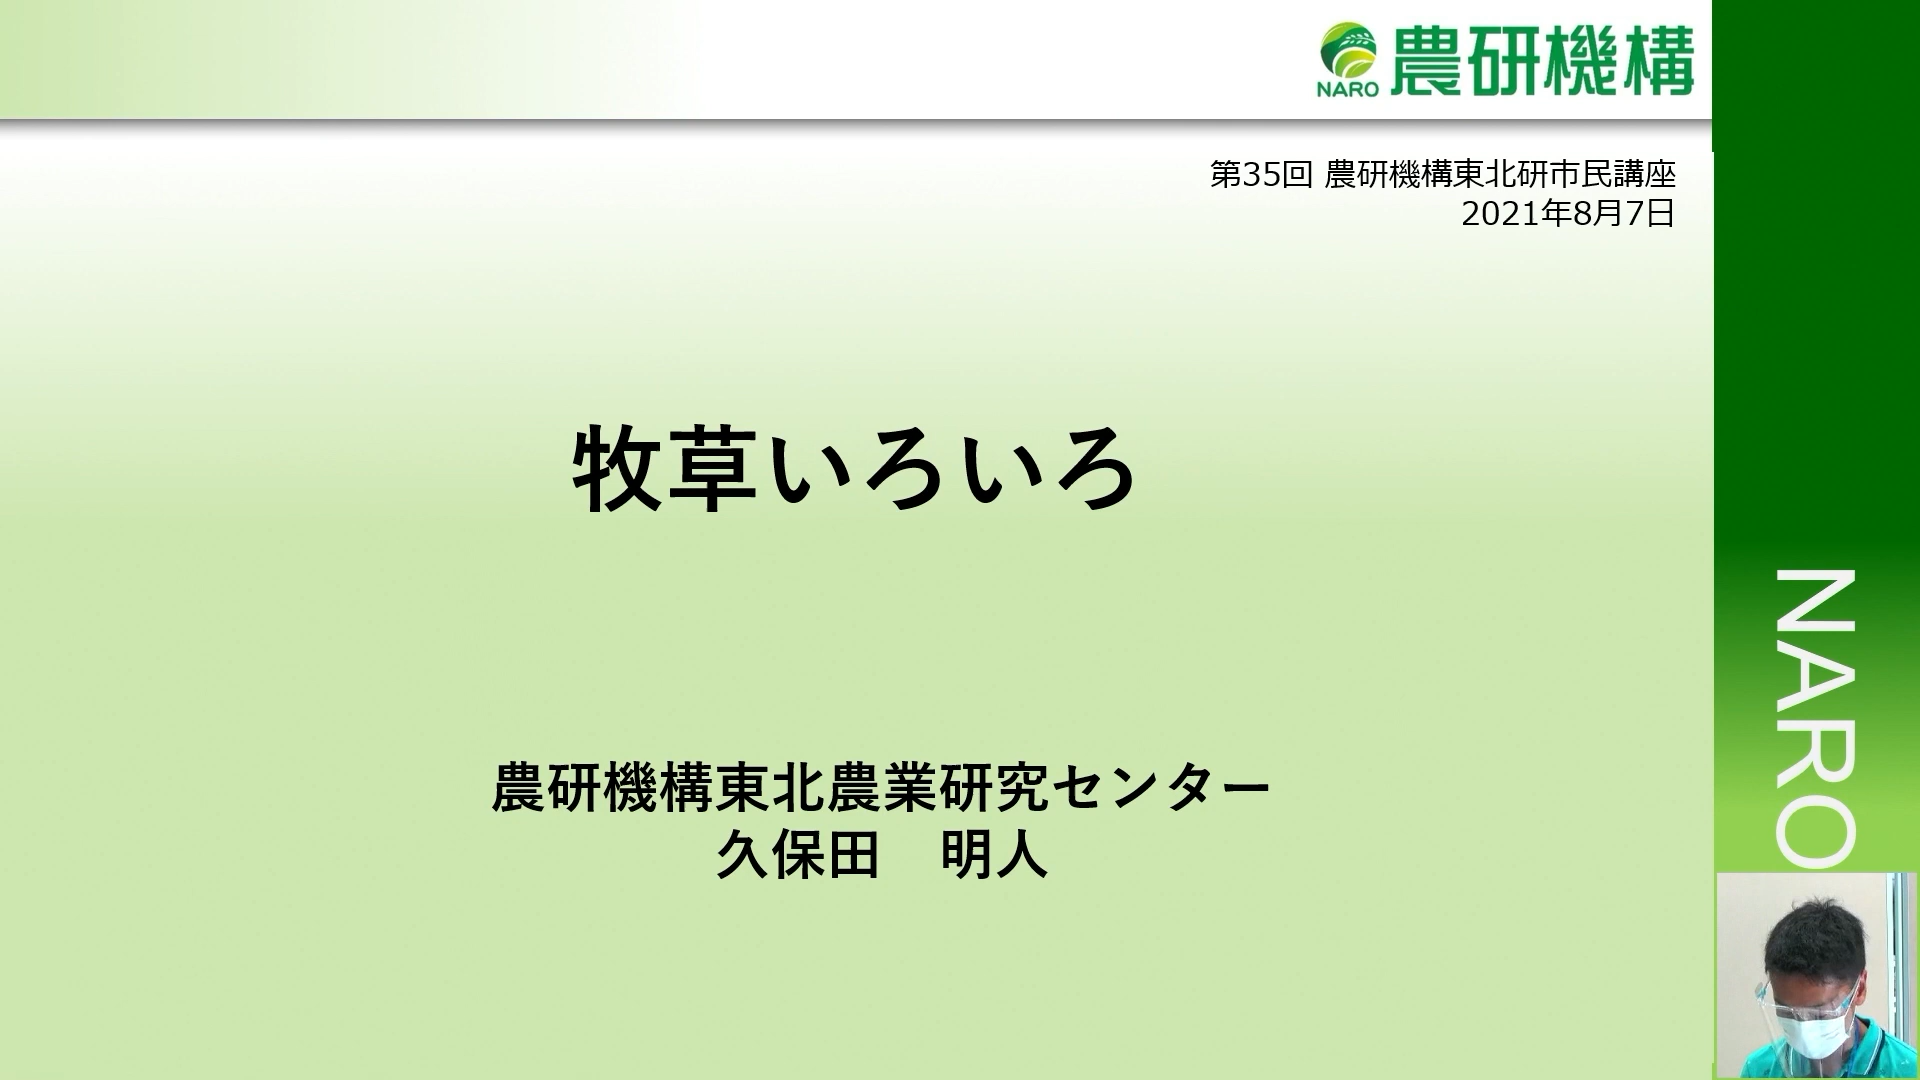 NARO 農研機構
第35回 農研機構東北研市民講座
2021年8月7日
牧草いろいろ
農研機構東北農業研究センター
久保田　明人
NARO